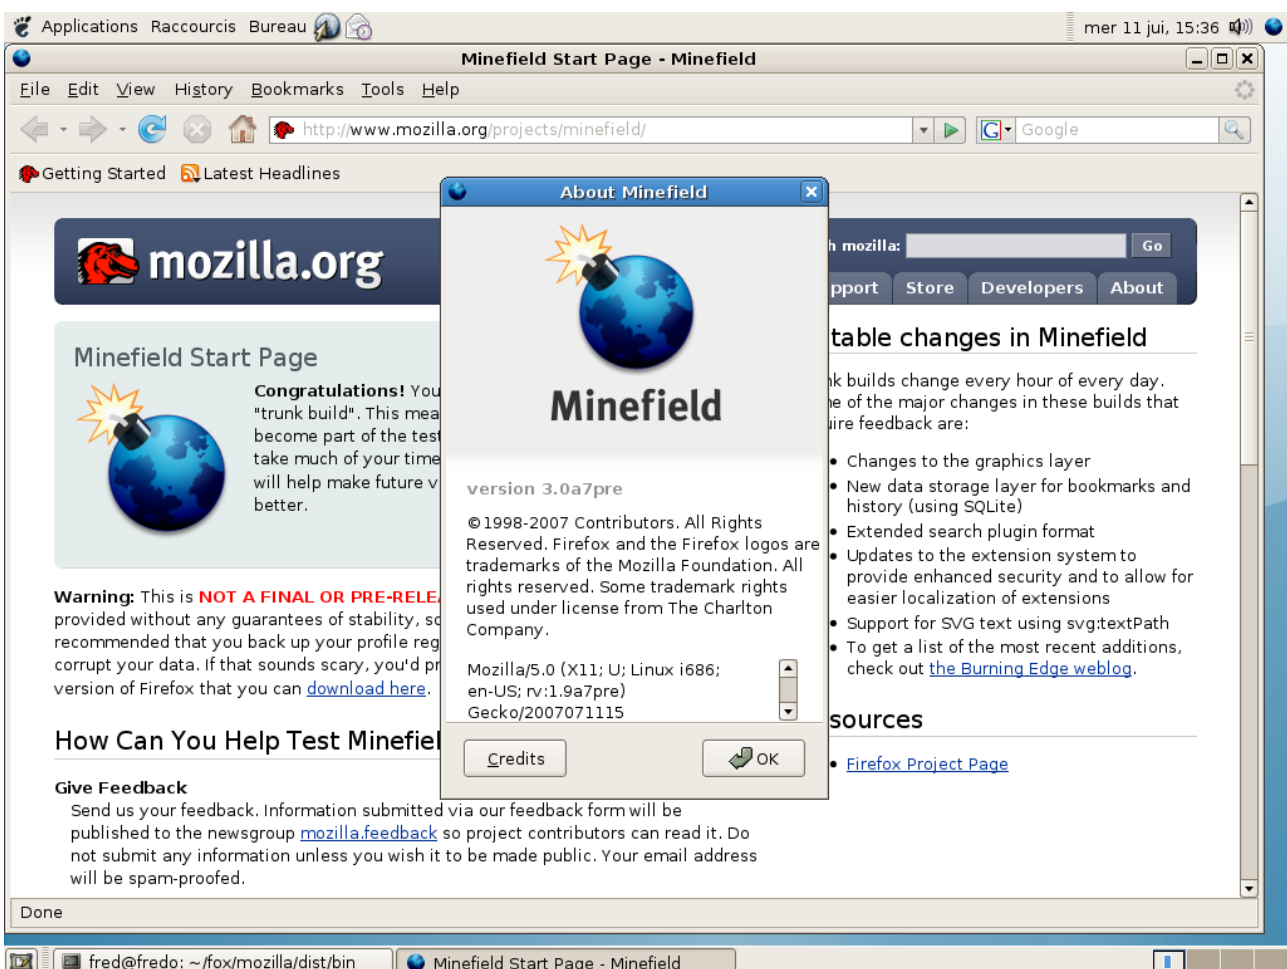 Applications Raccourcis Bureau
mer 11 jui, 15:36
Minefield Start Page - Minefield
File Edit View History Bookmarks Tools Help
http://www.mozilla.org/projects/minefield/
G
Google
Getting Started Latest Headlines
About Minefield
mozilla.org
h mozilla:
Go
pport Store Developers About
Minefield Start Page
Congratulations! You
"trunk build". This mea
become part of the test
take much of your time
will help make future v
better.
Warning: This is NOT A FINAL OR PRE-RELE
provided without any guarantees of stability, so
recommended that you back up your profile reg
corrupt your data. If that sounds scary, you'd pr
version of Firefox that you can download here.
How Can You Help Test Minefiel
Give Feedback
Send us your feedback. Information submitted via our feedback form will be
published to the newsgroup mozilla.feedback so project contributors can read it. Do
not submit any information unless you wish it to be made public. Your email address
will be spam-proofed.
Minefield
version 3.0a7pre
©1998-2007 Contributors. All Rights
Reserved. Firefox and the Firefox logos are
trademarks of the Mozilla Foundation. All
rights reserved. Some trademark rights
used under license from The Charlton
Company.
Mozilla/5.0 (X11; U; Linux i686;
en-US; rv:1.9a7pre)
Gecko/2007071115
Credits
OK
table changes in Minefield
nk builds change every hour of every day.
ne of the major changes in these builds that
uire feedback are:
Changes to the graphics layer
New data storage layer for bookmarks and
history (using SQLite)
Extended search plugin format
Updates to the extension system to
provide enhanced security and to allow for
easier localization of extensions
Support for SVG text using svg:textPath
To get a list of the most recent additions,
check out the Burning Edge weblog.
sources
Firefox Project Page
Done
fred@fredo: ~/fox/mozilla/dist/bin
Minefield Start Page - Minefield